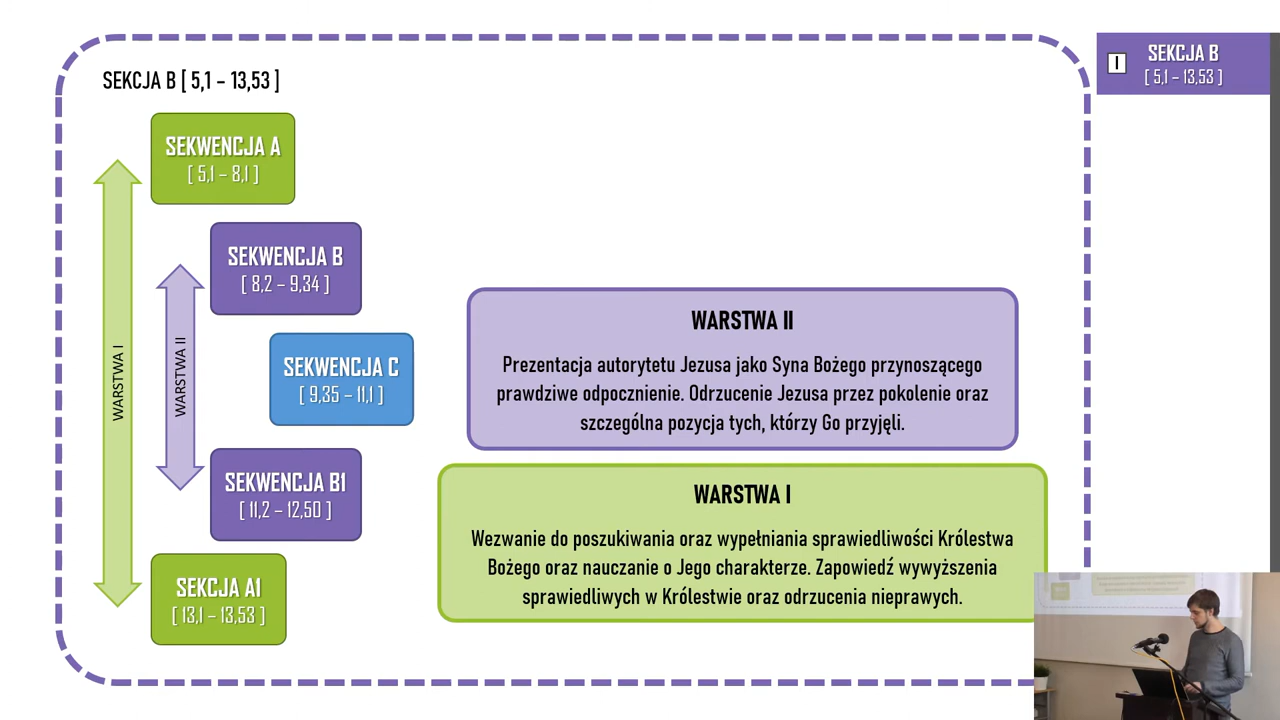 SEKCJA B [ 5,1 – 13,53 ]
SEKWENCJA A
[ 5,1 – 8,1 ]
SEKWENCJA B
[ 8,2 – 9,34 ]
SEKWENCJA C
[ 9,35 – 11,1 ]
SEKWENCJA B1
[ 11,2 – 12,50 ]
SEKCJA A1
[ 13,1 – 13,53 ]
WARSTWA I
WARSTWA II
WARSTWA II
Prezentacja autorytetu Jezusa jako Syna Bożego przynoszącego
prawdziwe odpocznienie. Odrzucenie Jezusa przez pokolenie oraz
szczególna pozycja tych, którzy Go przyjęli.
WARSTWA I
Wezwanie do poszukiwania oraz wypełniania sprawiedliwości Królestwa
Bożego oraz nauczanie o Jego charakterze. Zapowiedź wywyższenia
sprawiedliwych w Królestwie oraz odrzucenia nieprawych.
I
SEKCJA B
[ 5,1 – 13,53 ]